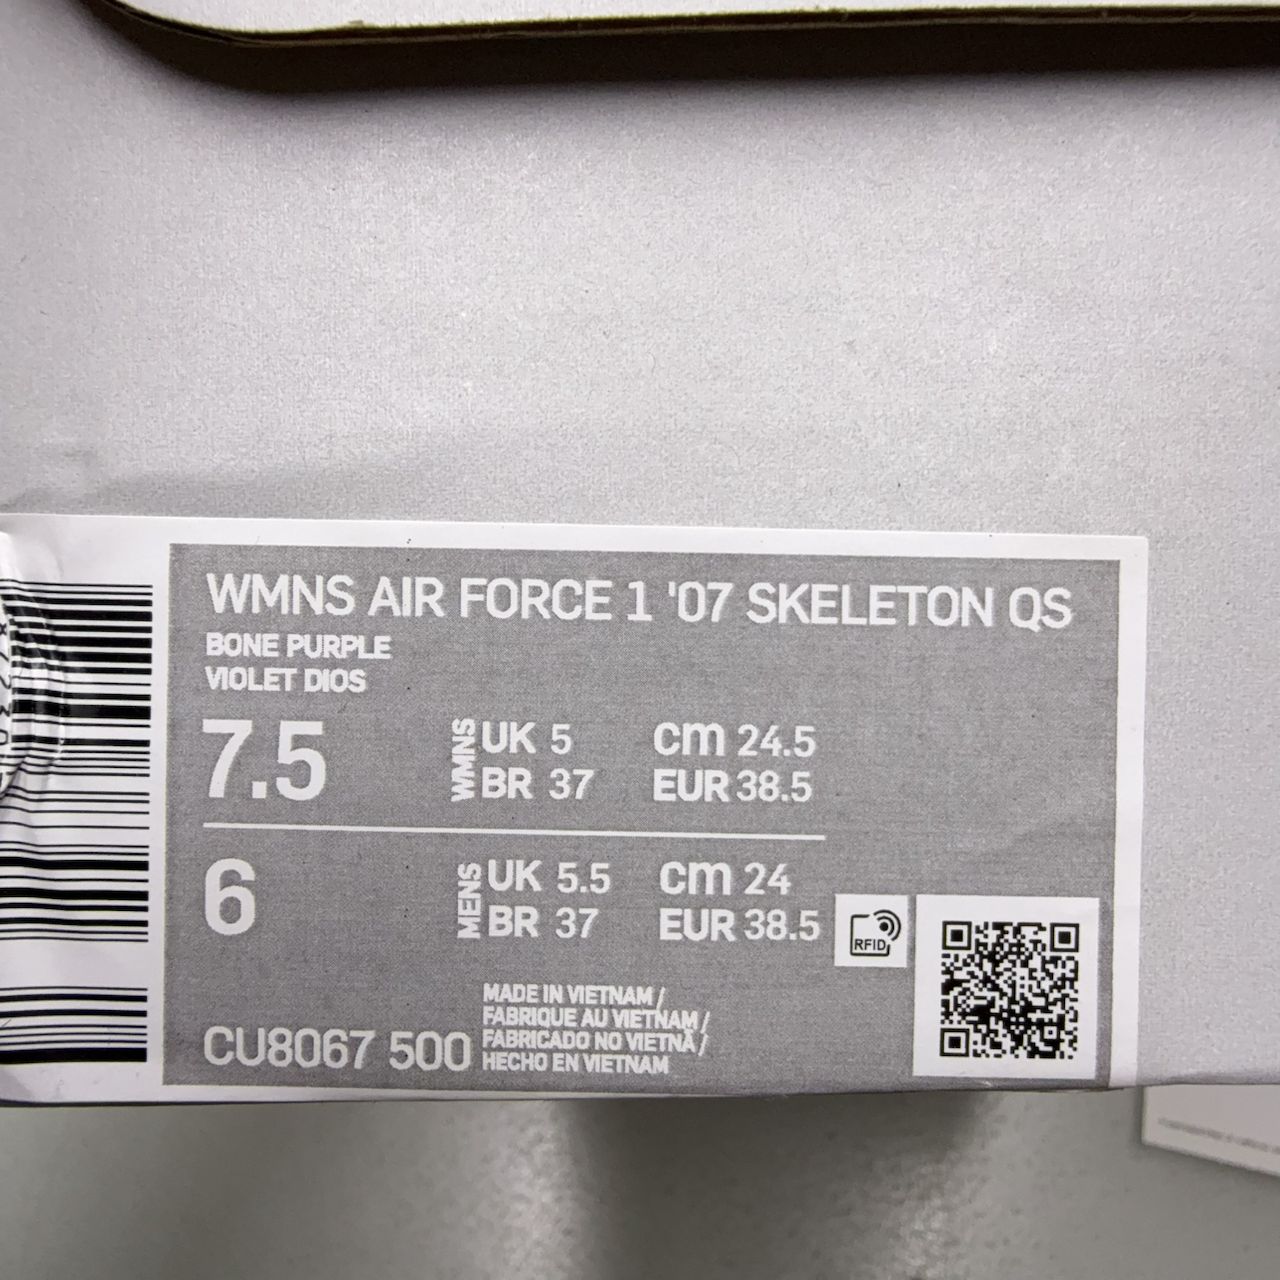 WMNS AIR FORCE 1 '07 SKELETON QS
BONE PURPLE
VIOLET DIOS
7.5 WMNS UK 5 cm 24.5
BR 37 EUR 38.5
6 MENS UK 5.5 cm 24
BR 37 EUR 38.5
RFID
MADE IN VIETNAM /
FABRIQUE AU VIETNAM /
FABRICADO NO VIETNÃ /
HECHO EN VIETNAM
CU8067 500